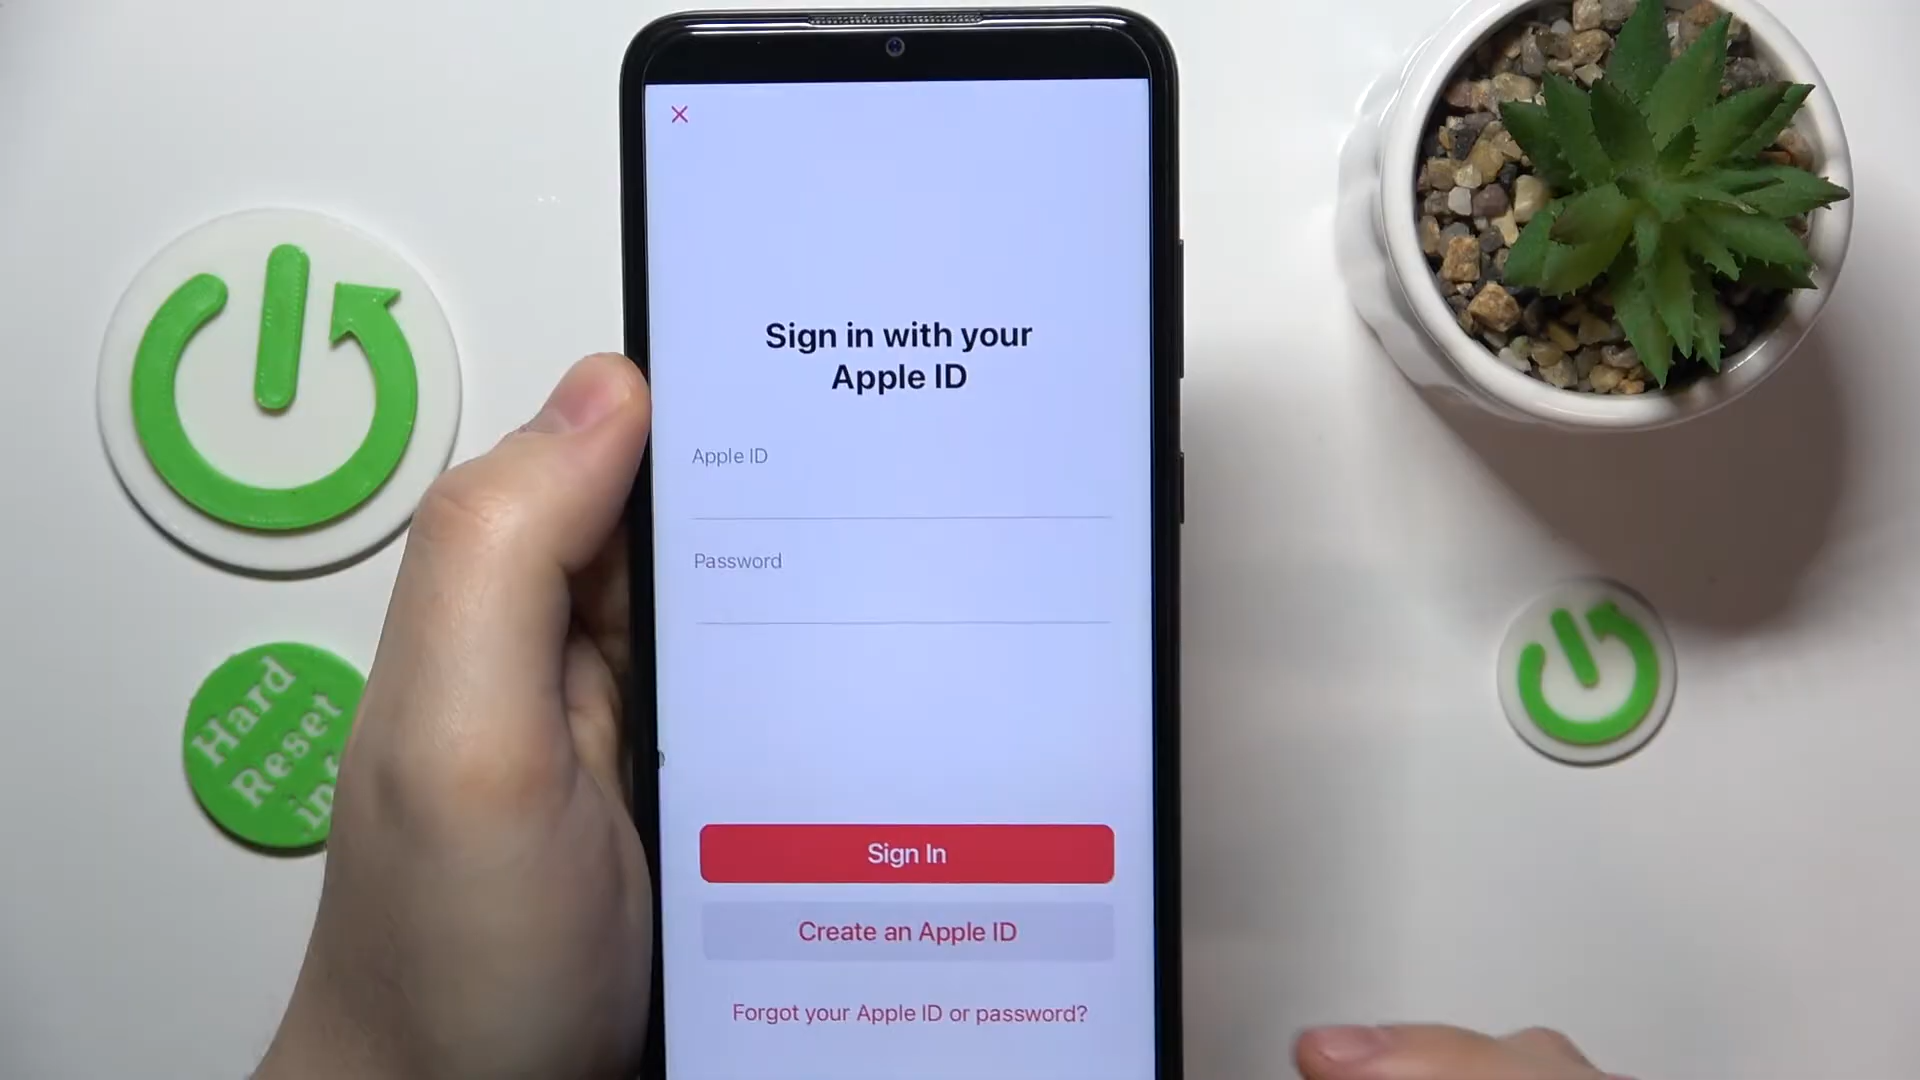 Sign in with your
Apple ID
Apple ID
Password
Sign In
Create an Apple ID
Forgot your Apple ID or password?
Hard
Reset